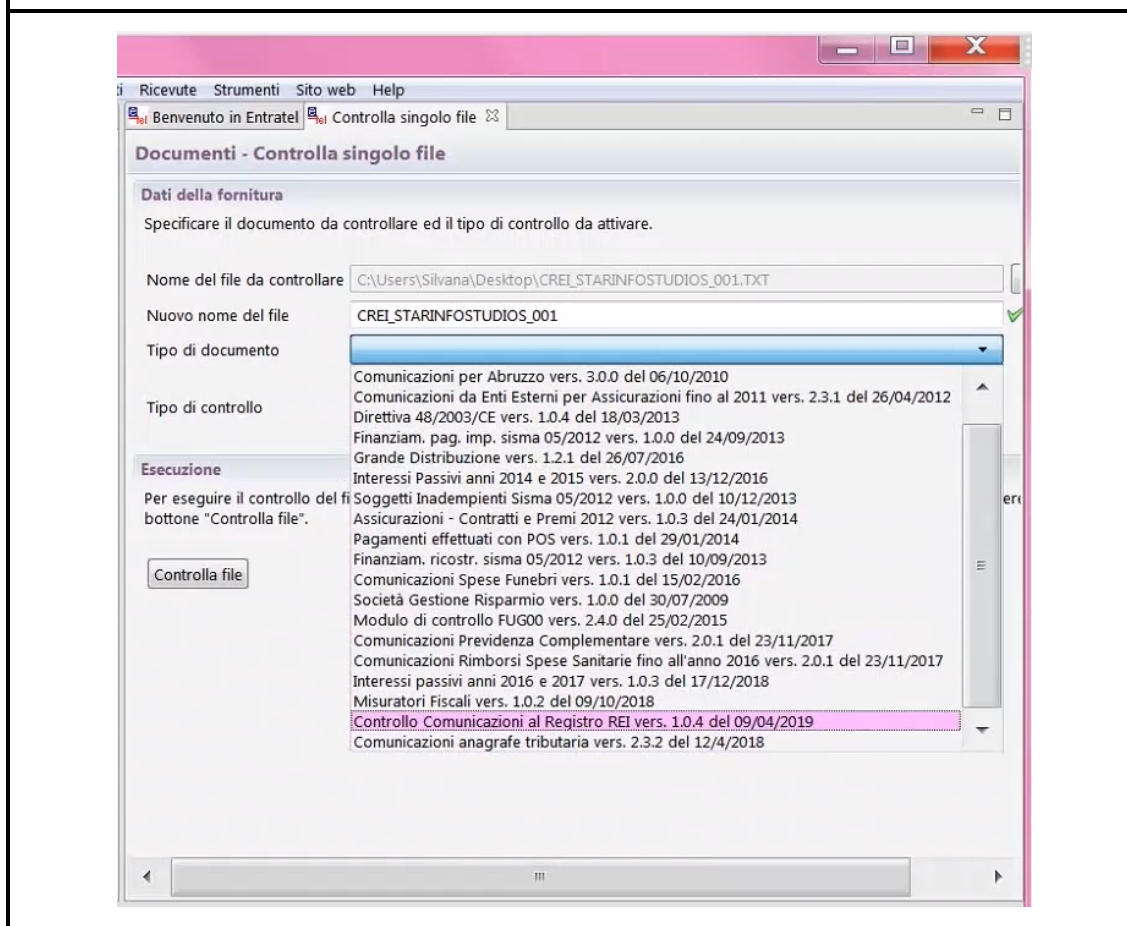 Ricevute Strumenti Sito web Help
Benvenuto in Entratel Controlla singolo file
Documenti - Controlla singolo file
Dati della fornitura
Specificare il documento da controllare ed il tipo di controllo da attivare.
Nome del file da controllare C:\Users\Silvana\Desktop\CREI_STARINFOSTUDIOS_001.TXT
Nuovo nome del file CREI_STARINFOSTUDIOS_001
Tipo di documento
Comunicazioni per Abruzzo vers. 3.0.0 del 06/10/2010
Comunicazioni da Enti Esterni per Assicurazioni fino al 2011 vers. 2.3.1 del 26/04/2012
Tipo di controllo
Direttiva 48/2003/CE vers. 1.0.4 del 18/03/2013
Finanziam. pag. imp. sisma 05/2012 vers. 1.0.0 del 24/09/2013
Grande Distribuzione vers. 1.2.1 del 26/07/2016
Esecuzione
Interessi Passivi anni 2014 e 2015 vers. 2.0.0 del 13/12/2016
Per eseguire il controllo del fi
Soggetti Inadempienti Sisma 05/2012 vers. 1.0.0 del 10/12/2013
bottone "Controlla file".
Assicurazioni - Contratti e Premi 2012 vers. 1.0.3 del 24/01/2014
Pagamenti effettuati con POS vers. 1.0.1 del 29/01/2014
Finanziam. ricostr. sisma 05/2012 vers. 1.0.3 del 10/09/2013
Controlla file
Comunicazioni Spese Funebri vers. 1.0.1 del 15/02/2016
Società Gestione Risparmio vers. 1.0.0 del 30/07/2009
Modulo di controllo FUG00 vers. 2.4.0 del 25/02/2015
Comunicazioni Previdenza Complementare vers. 2.0.1 del 23/11/2017
Comunicazioni Rimborsi Spese Sanitarie fino all'anno 2016 vers. 2.0.1 del 23/11/2017
Interessi passivi anni 2016 e 2017 vers. 1.0.3 del 17/12/2018
Misuratori Fiscali vers. 1.0.2 del 09/10/2018
Controllo Comunicazioni al Registro REI vers. 1.0.4 del 09/04/2019
Comunicazioni anagrafe tributaria vers. 2.3.2 del 12/4/2018